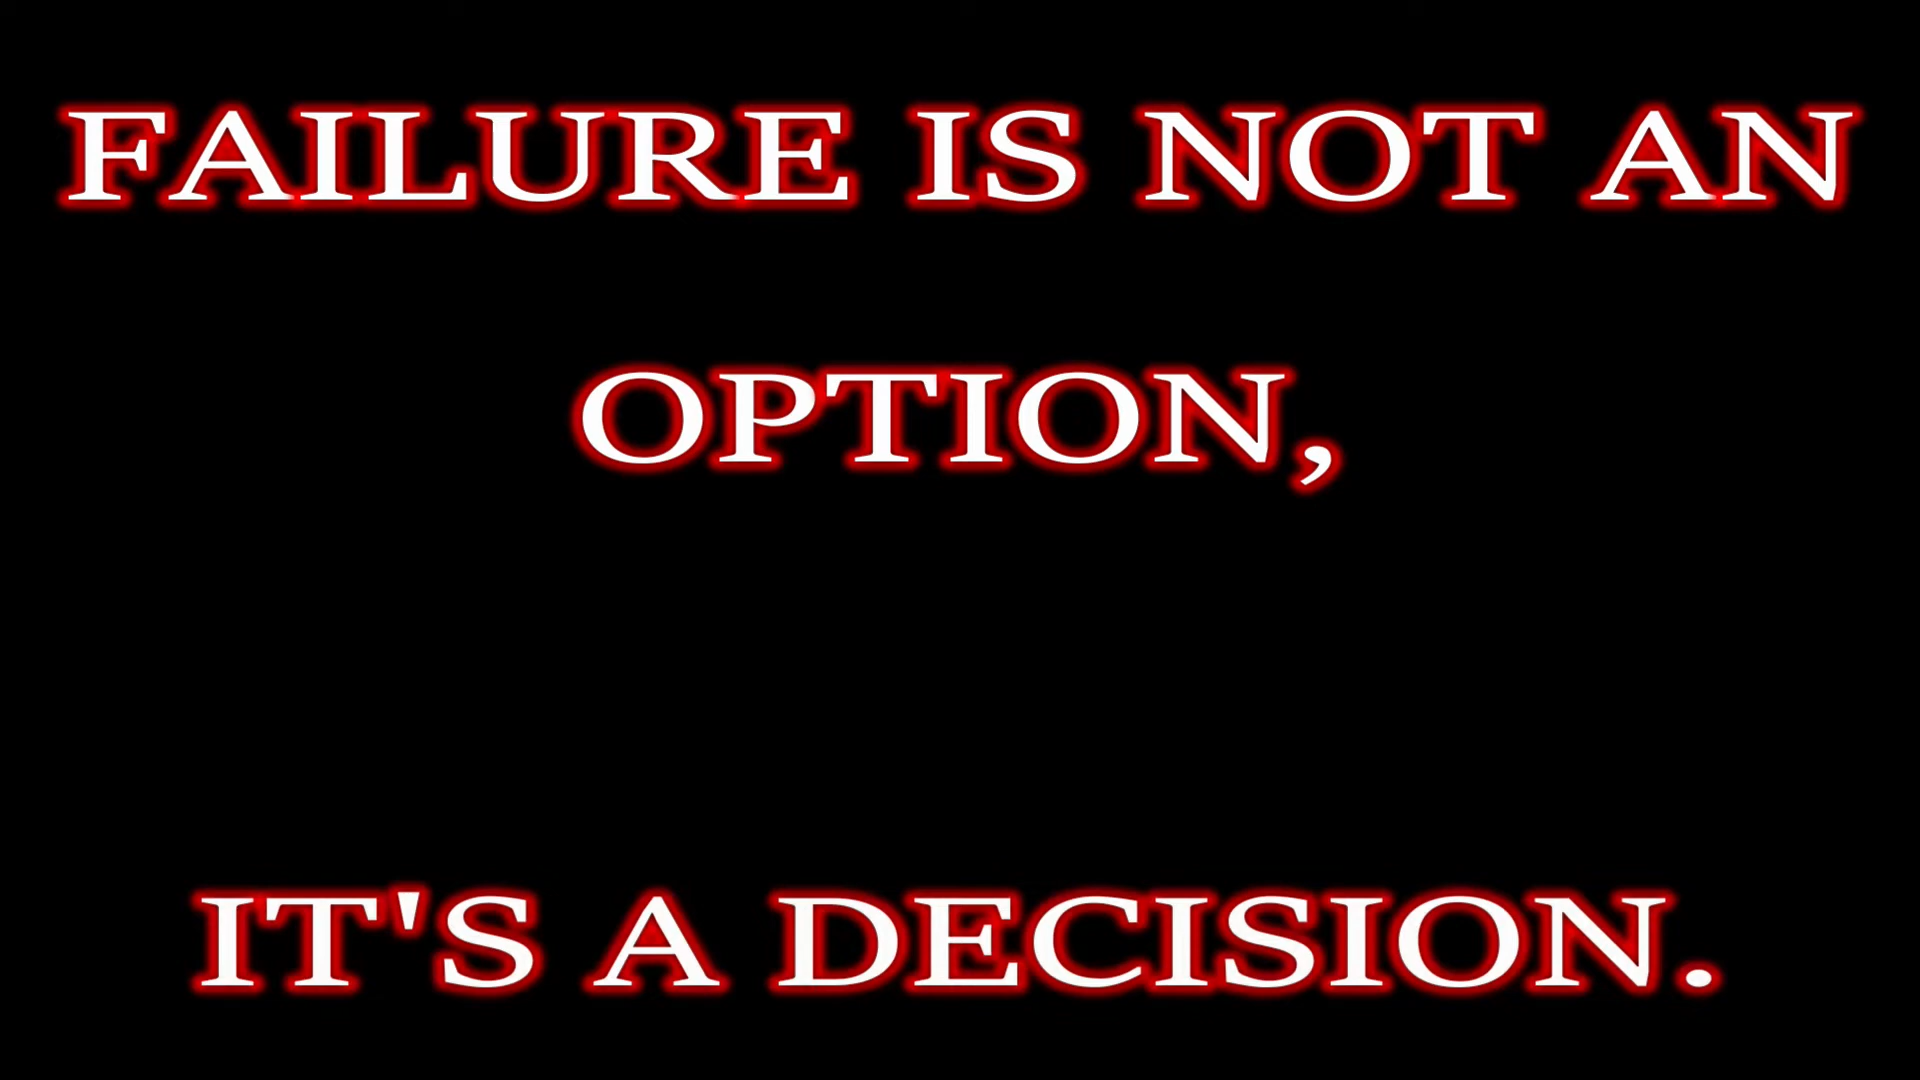 FAILURE IS NOT AN
OPTION,
IT'S A DECISION.